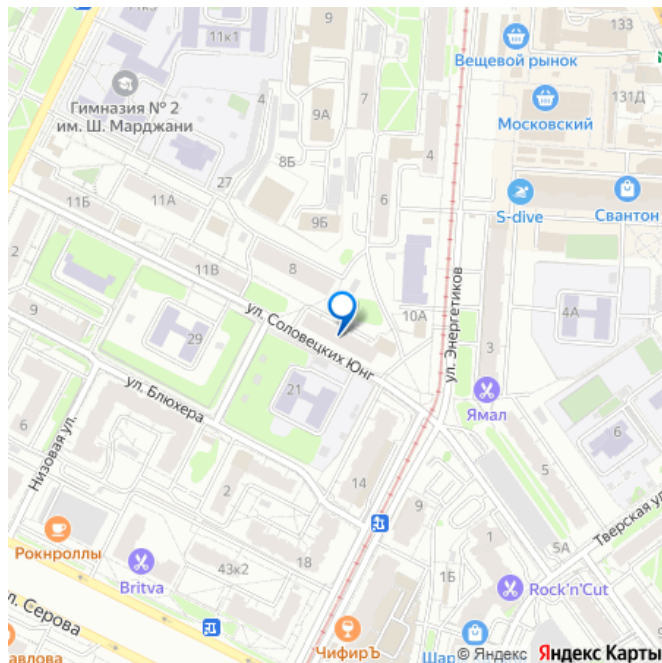 11к3
11к1
9
133
Вещевой рынок
131Д
Московский
Гимназия № 2
им. Ш. Марджани
4
9А
7
4
8Б
27
6
S-dive
Свантон
11Б
11А
9Б
2
11В
8
ул. Энергетиков
10А
4А
9
29
ул. Соловецких Юнг
3
21
ул. Блюхера
Ямал
6
Низовая ул.
6
5
2
14
9
Тверская ул.
Рокнроллы
18
1
5А
Britva
43к2
1Б
Rock'n'Cut
л. Серова
авлова
ЧифирЪ
Шар
© Яндекс Яндекс Карты